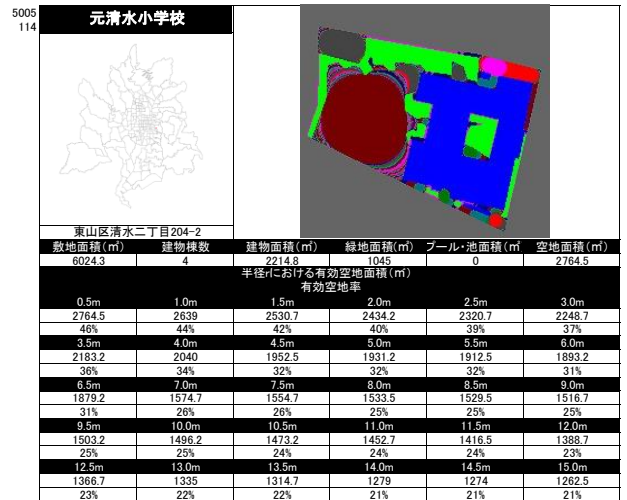 5005
114
元清水小学校
東山区清水二丁目204-2
敷地面積(㎡) 建物棟数 建物面積(㎡) 緑地面積(㎡) プール・池面積(㎡ 空地面積(㎡)
6024.3 4 2214.8 1045 0 2764.5
半径rにおける有効空地面積(㎡)
有効空地率
0.5m 1.0m 1.5m 2.0m 2.5m 3.0m
2764.5 2639 2530.7 2434.2 2320.7 2248.7
46% 44% 42% 40% 39% 37%
3.5m 4.0m 4.5m 5.0m 5.5m 6.0m
2183.2 2040 1952.5 1931.2 1912.5 1893.2
36% 34% 32% 32% 32% 31%
6.5m 7.0m 7.5m 8.0m 8.5m 9.0m
1879.2 1574.7 1554.7 1533.5 1529.5 1516.7
31% 26% 26% 25% 25% 25%
9.5m 10.0m 10.5m 11.0m 11.5m 12.0m
1503.2 1496.2 1473.2 1452.7 1416.5 1388.7
25% 25% 24% 24% 24% 23%
12.5m 13.0m 13.5m 14.0m 14.5m 15.0m
1366.7 1335 1314.7 1279 1274 1262.5
23% 22% 22% 21% 21% 21%